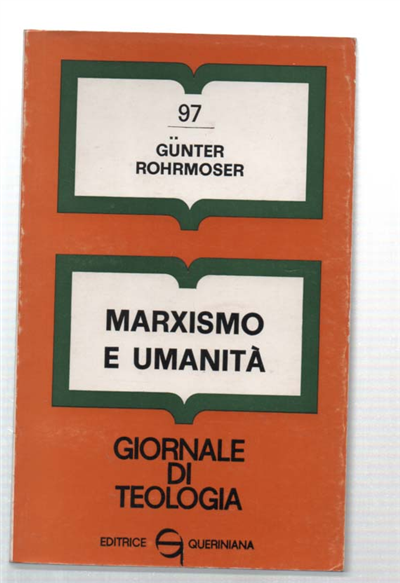 97
GÜNTER
ROHRMOSER
MARXISMO
E UMANITÀ
GIORNALE
DI
TEOLOGIA
EDITRICE QUERINIANA